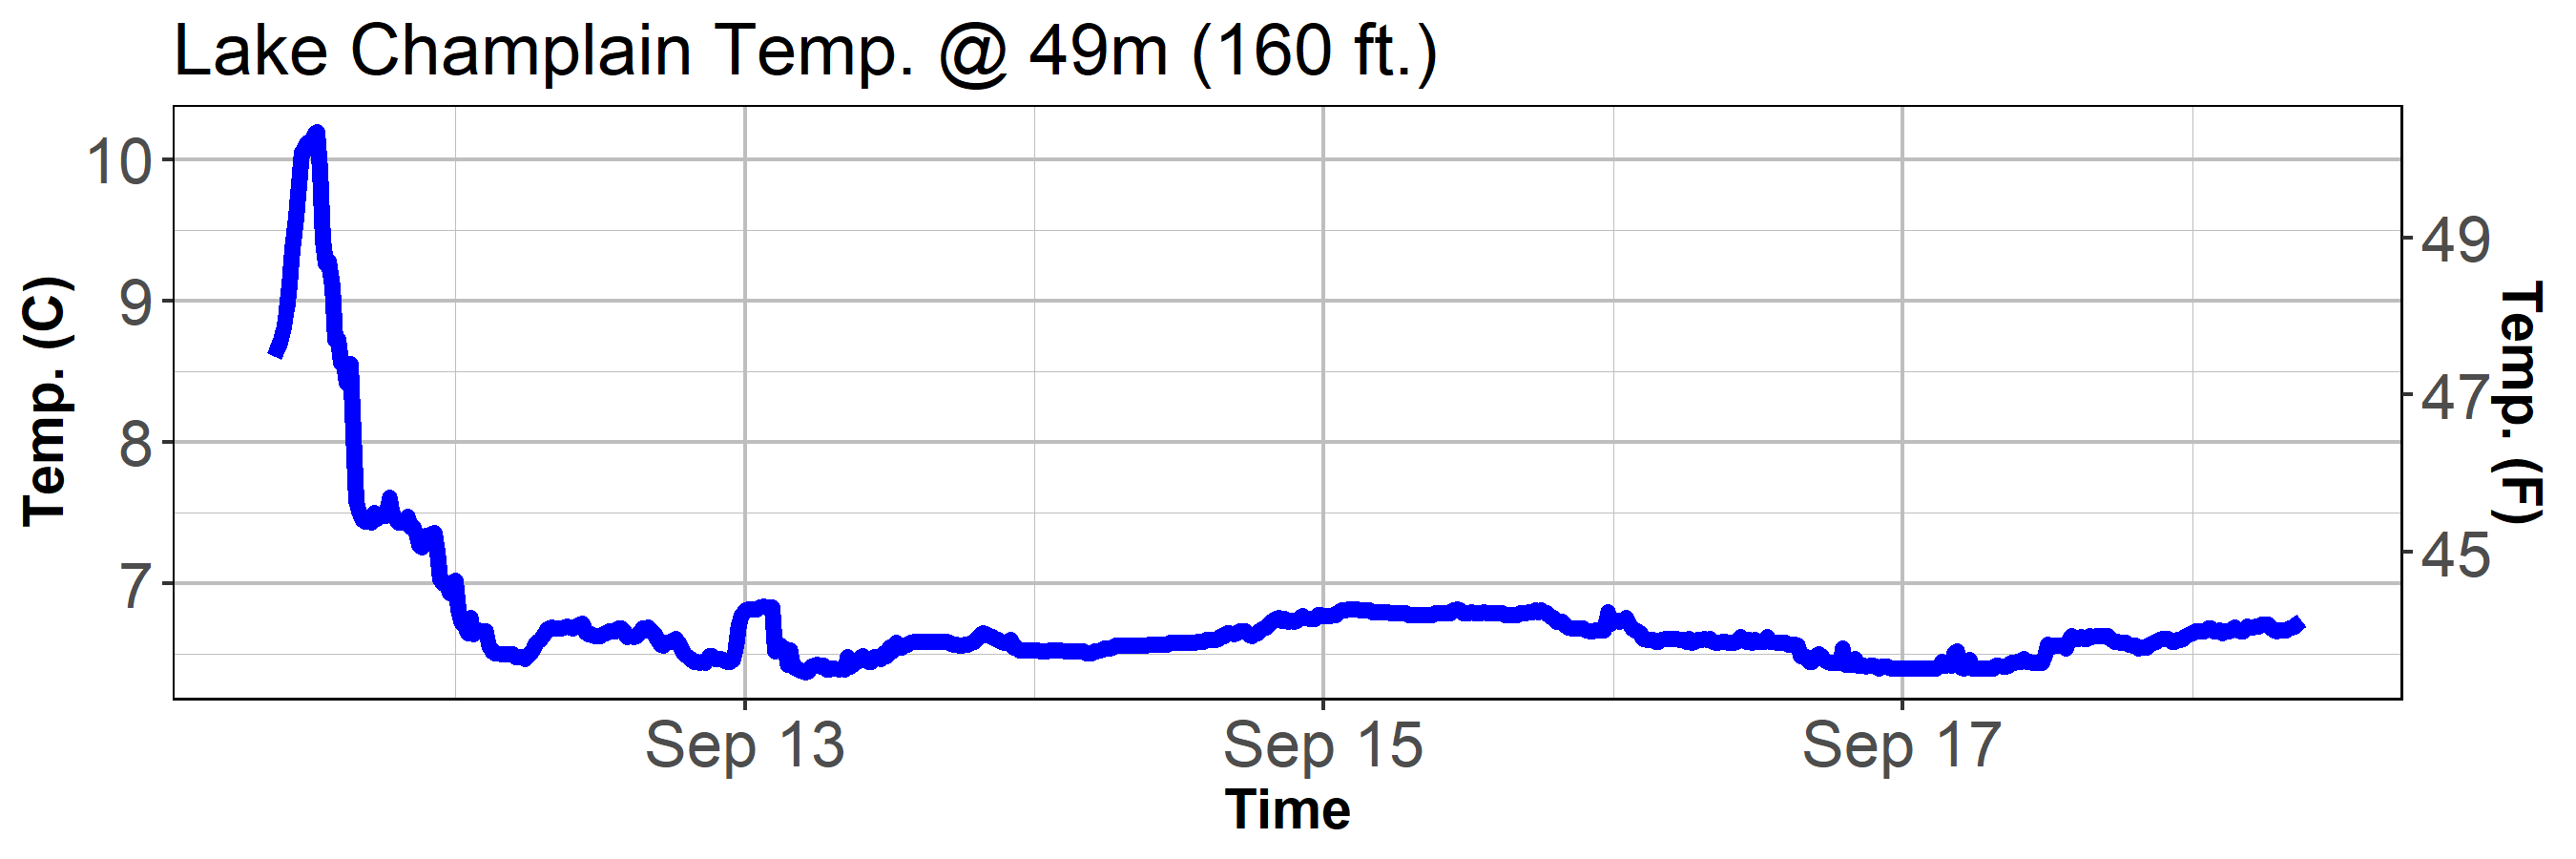 Lake Champlain Temp. @ 49m (160 ft.)
Temp. (C)
10
9
8
7
49
47
45
Temp. (F)
Sep 13 Sep 15 Sep 17
Time